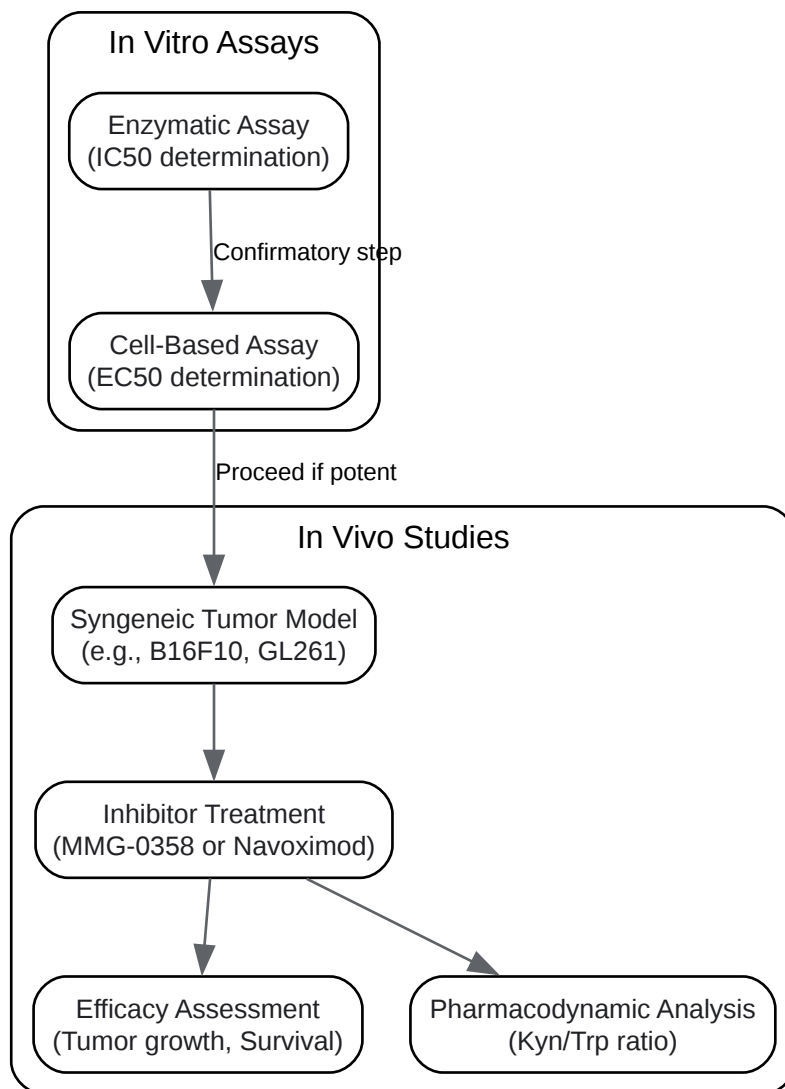 In Vitro Assays
Enzymatic Assay
(IC50 determination)
Confirmatory step
Cell-Based Assay
(EC50 determination)
Proceed if potent
In Vivo Studies
Syngeneic Tumor Model
(e.g., B16F10, GL261)
Inhibitor Treatment
(MMG-0358 or Navoximod)
Efficacy Assessment
(Tumor growth, Survival)
Pharmacodynamic Analysis
(Kyn/Trp ratio)